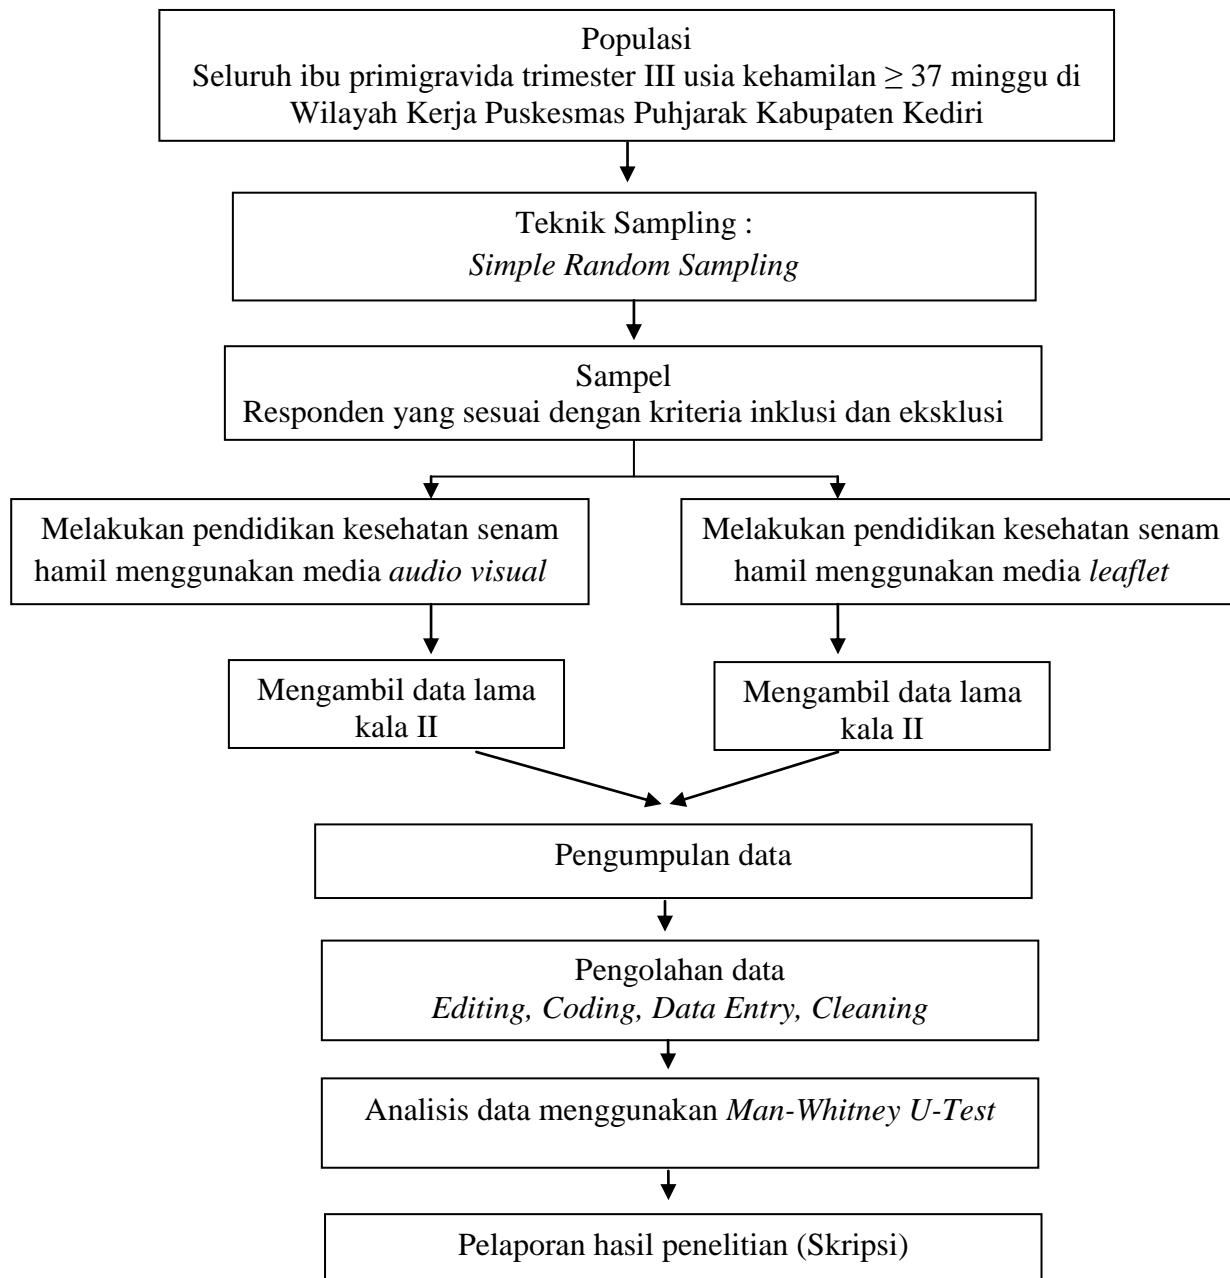 Populasi
Seluruh ibu primigravida trimester III usia kehamilan ≥ 37 minggu di
Wilayah Kerja Puskesmas Puhjarak Kabupaten Kediri
Teknik Sampling :
Simple Random Sampling
Sampel
Responden yang sesuai dengan kriteria inklusi dan eksklusi
Melakukan pendidikan kesehatan senam
hamil menggunakan media audio visual
Melakukan pendidikan kesehatan senam
hamil menggunakan media leaflet
Mengambil data lama
kala II
Mengambil data lama
kala II
Pengumpulan data
Pengolahan data
Editing, Coding, Data Entry, Cleaning
Analisis data menggunakan Man-Whitney U-Test
Pelaporan hasil penelitian (Skripsi)